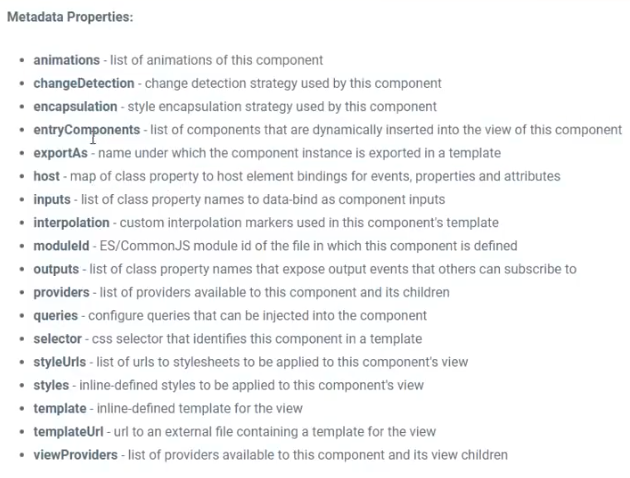 Metadata Properties:
• animations - list of animations of this component
• changeDetection - change detection strategy used by this component
• encapsulation - style encapsulation strategy used by this component
• entryComponents - list of components that are dynamically inserted into the view of this component
• exportAs - name under which the component instance is exported in a template
• host - map of class property to host element bindings for events, properties and attributes
• inputs - list of class property names to data-bind as component inputs
• interpolation - custom interpolation markers used in this component's template
• moduleId - ES/CommonJS module id of the file in which this component is defined
• outputs - list of class property names that expose output events that others can subscribe to
• providers - list of providers available to this component and its children
• queries - configure queries that can be injected into the component
• selector - css selector that identifies this component in a template
• styleUrls - list of urls to stylesheets to be applied to this component's view
• styles - inline-defined styles to be applied to this component's view
• template - inline-defined template for the view
• templateUrl - url to an external file containing a template for the view
• viewProviders - list of providers available to this component and its view children